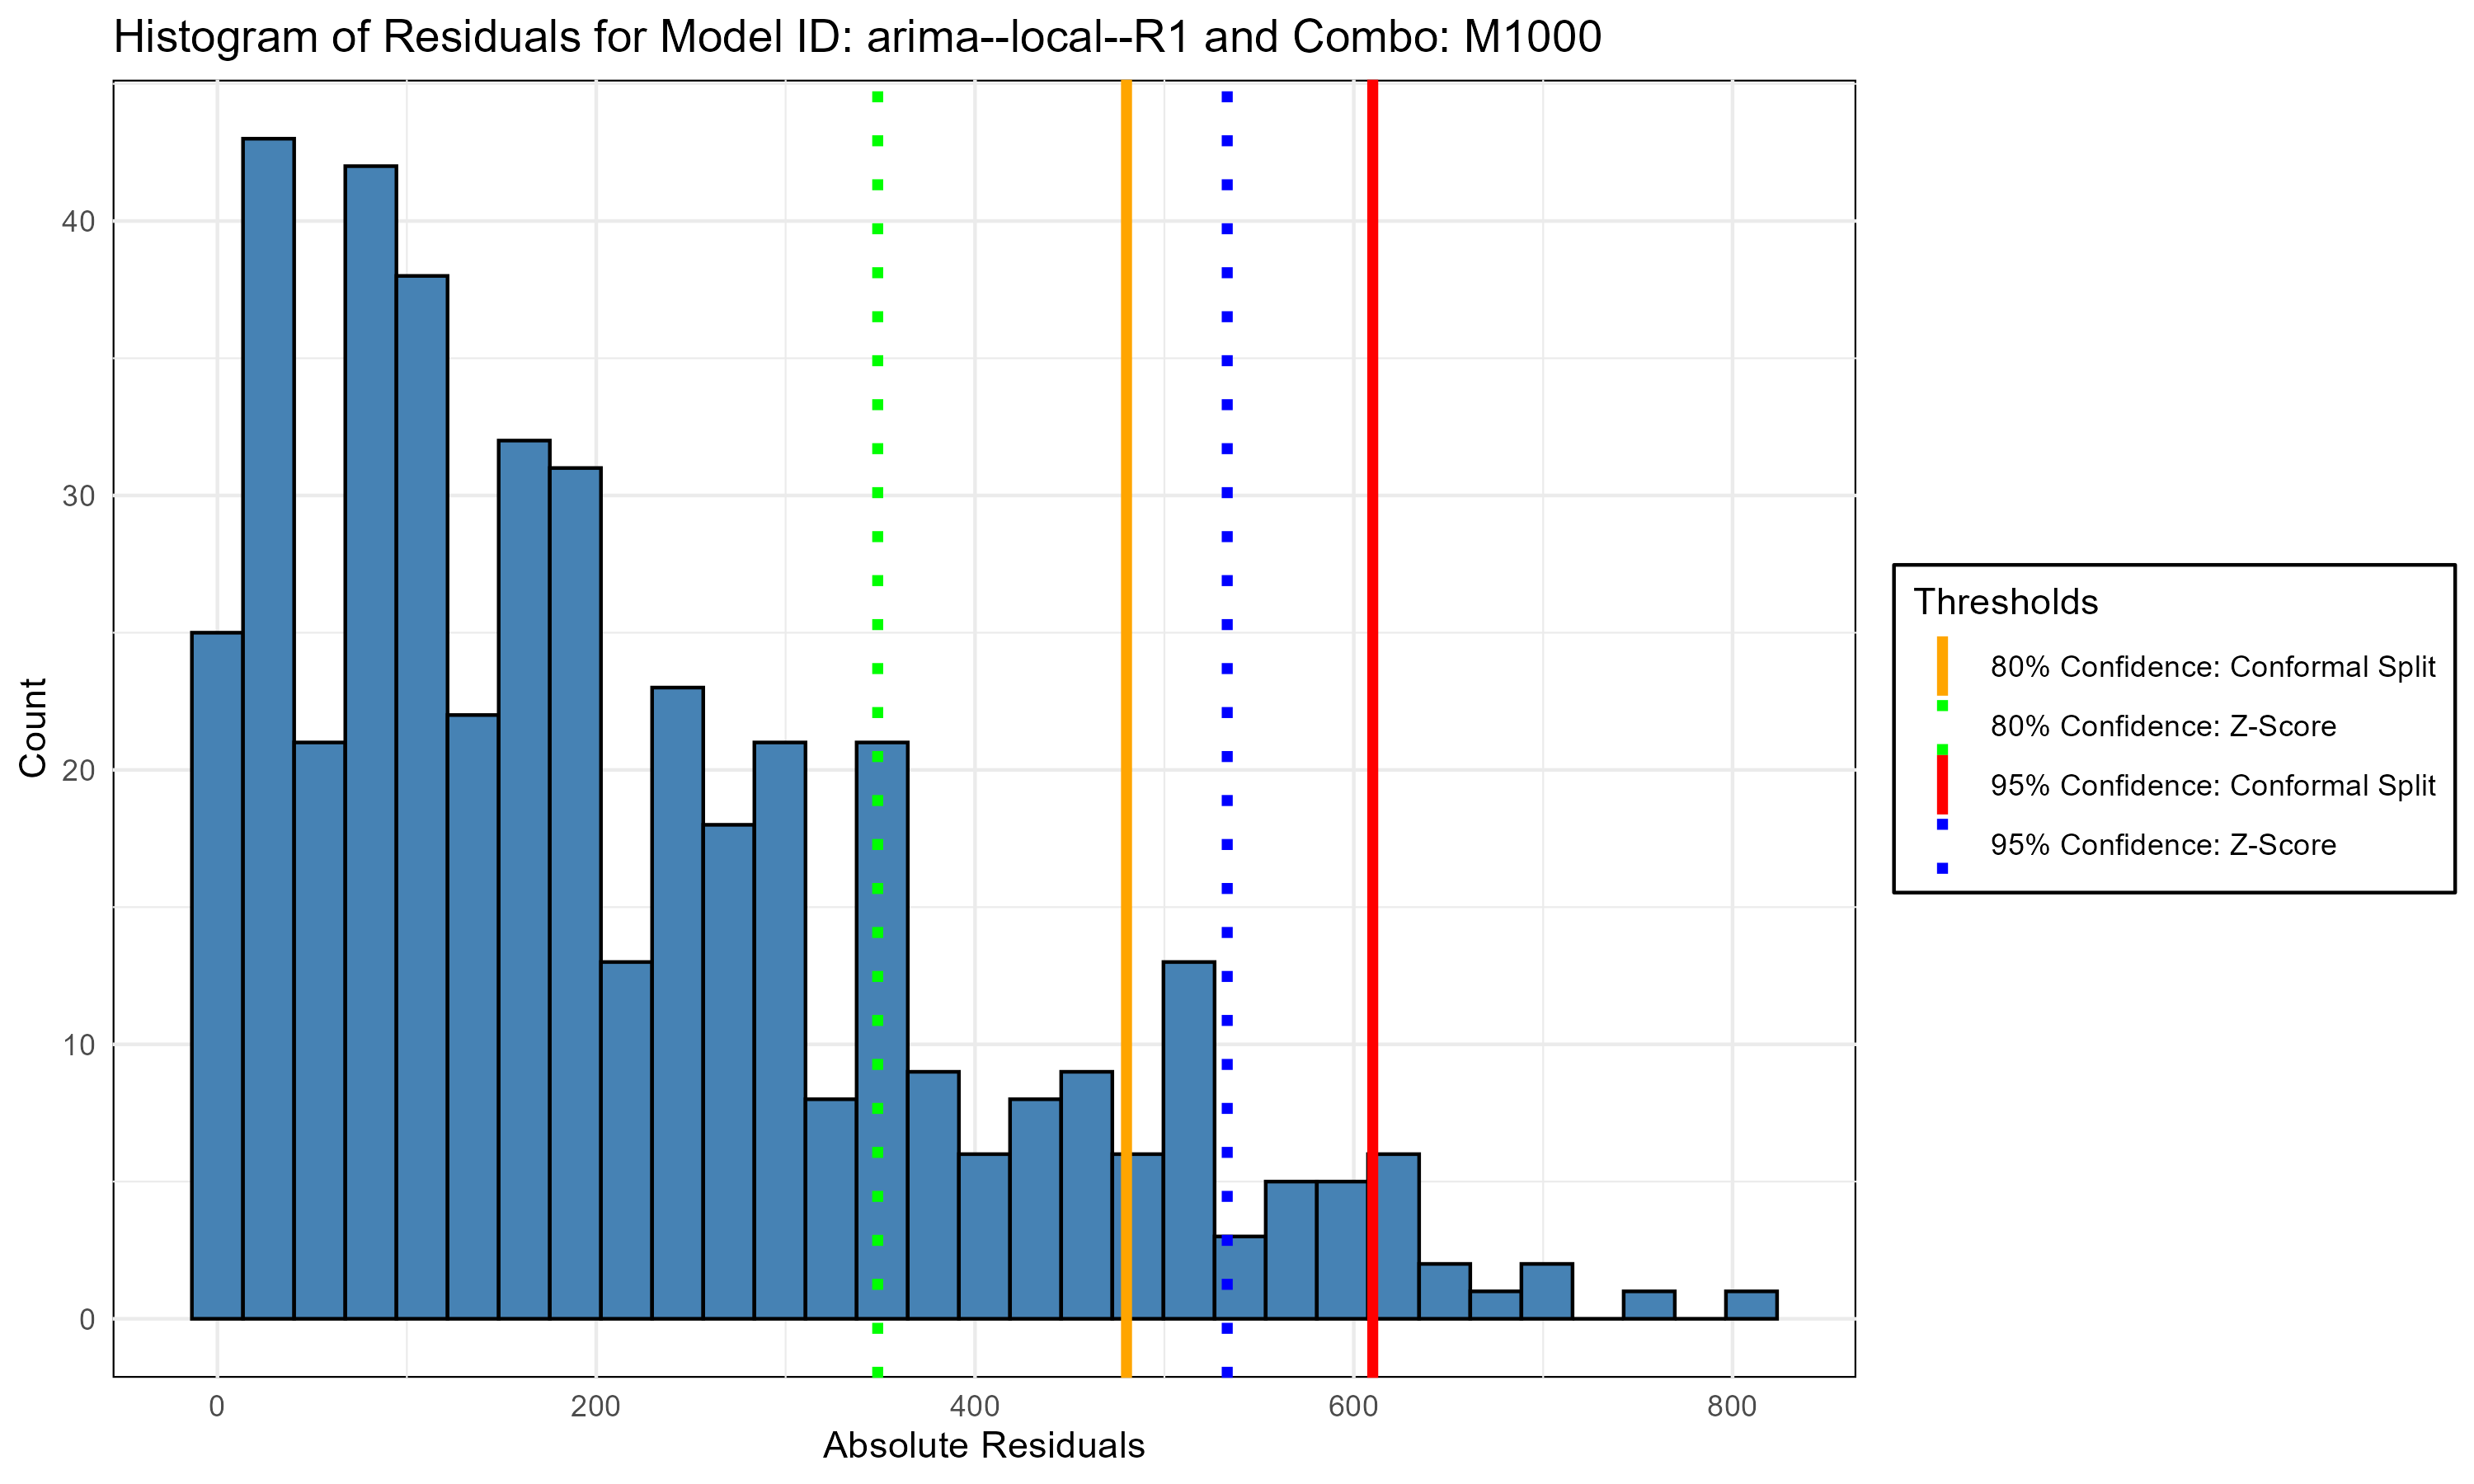 Histogram of Residuals for Model ID: arima--local--R1 and Combo: M1000
Count
40
30
20
10
0
0 200 400 600 800
Absolute Residuals
Thresholds
80% Confidence: Conformal Split
80% Confidence: Z-Score
95% Confidence: Conformal Split
95% Confidence: Z-Score